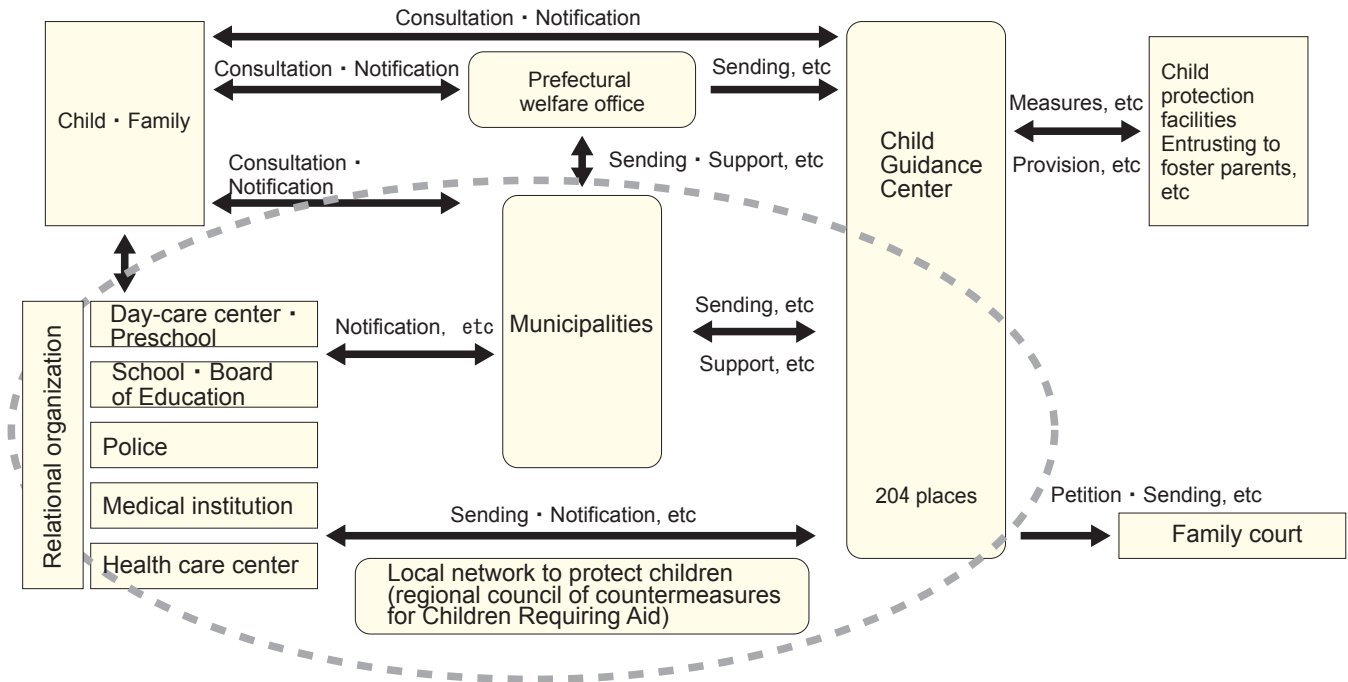 Consultation・Notification
Consultation・Notification
Prefectural
welfare office
Sending, etc
Child・Family
Consultation・
Notification
Sending・Support, etc
Child
Guidance
Center
Measures, etc
Provision, etc
Child
protection
facilities
Entrusting to
foster parents,
etc
Relational organization
Day-care center・
Preschool
School・Board
of Education
Police
Medical institution
Health care center
Notification, etc
Municipalities
Sending, etc
Support, etc
204 places
Sending・Notification, etc
Petition・Sending, etc
Family court
Local network to protect children
(regional council of countermeasures
for Children Requiring Aid)